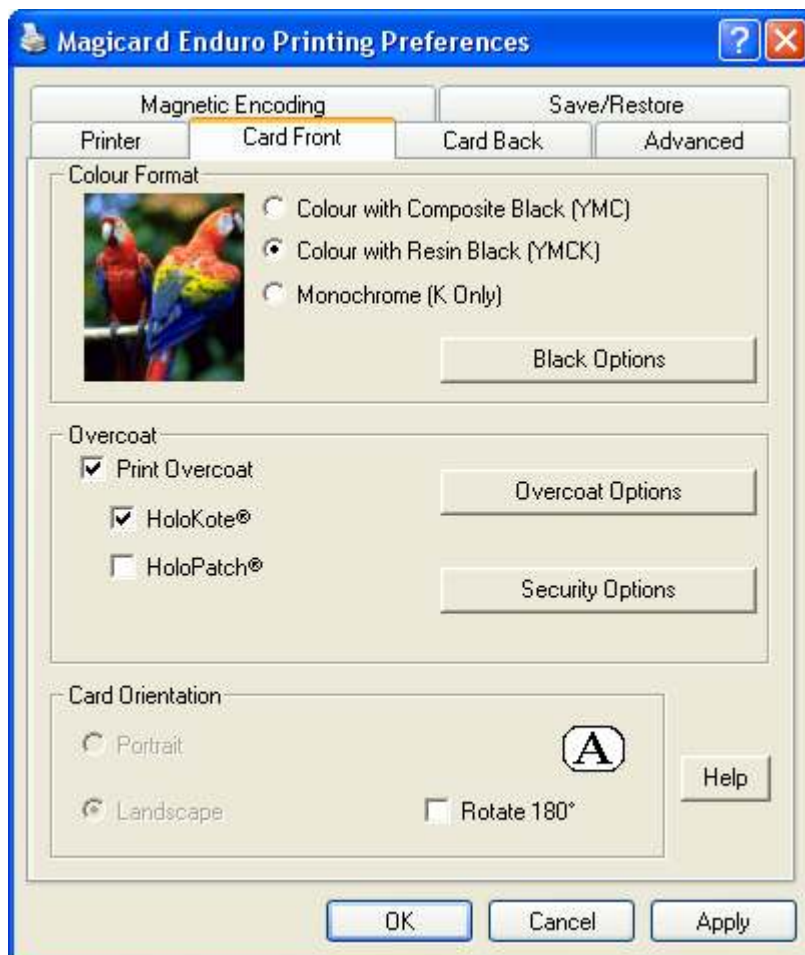 Magicard Enduro Printing Preferences
Magnetic Encoding Save/Restore
Printer Card Front Card Back Advanced
Colour Format
Colour with Composite Black (YMC)
Colour with Resin Black (YMCK)
Monochrome (K Only)
Black Options
Overcoat
Print Overcoat
Overcoat Options
HoloKote®
HoloPatch®
Security Options
Card Orientation
Portrait
A
Help
Landscape
Rotate 180°
OK Cancel Apply